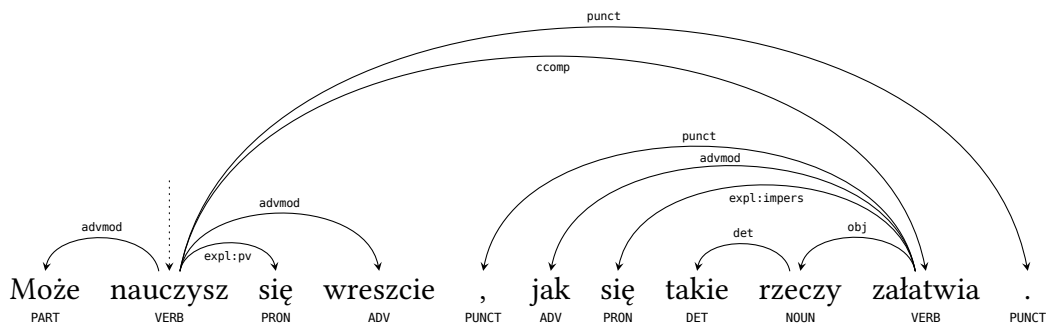 punct
ccomp
punct
advmod
expl:impers
advmod
advmod
det
obj
expl:pv
Może nauczysz się wreszcie , jak się takie rzeczy załatwia .
PART VERB PRON ADV PUNCT ADV PRON DET NOUN VERB PUNCT